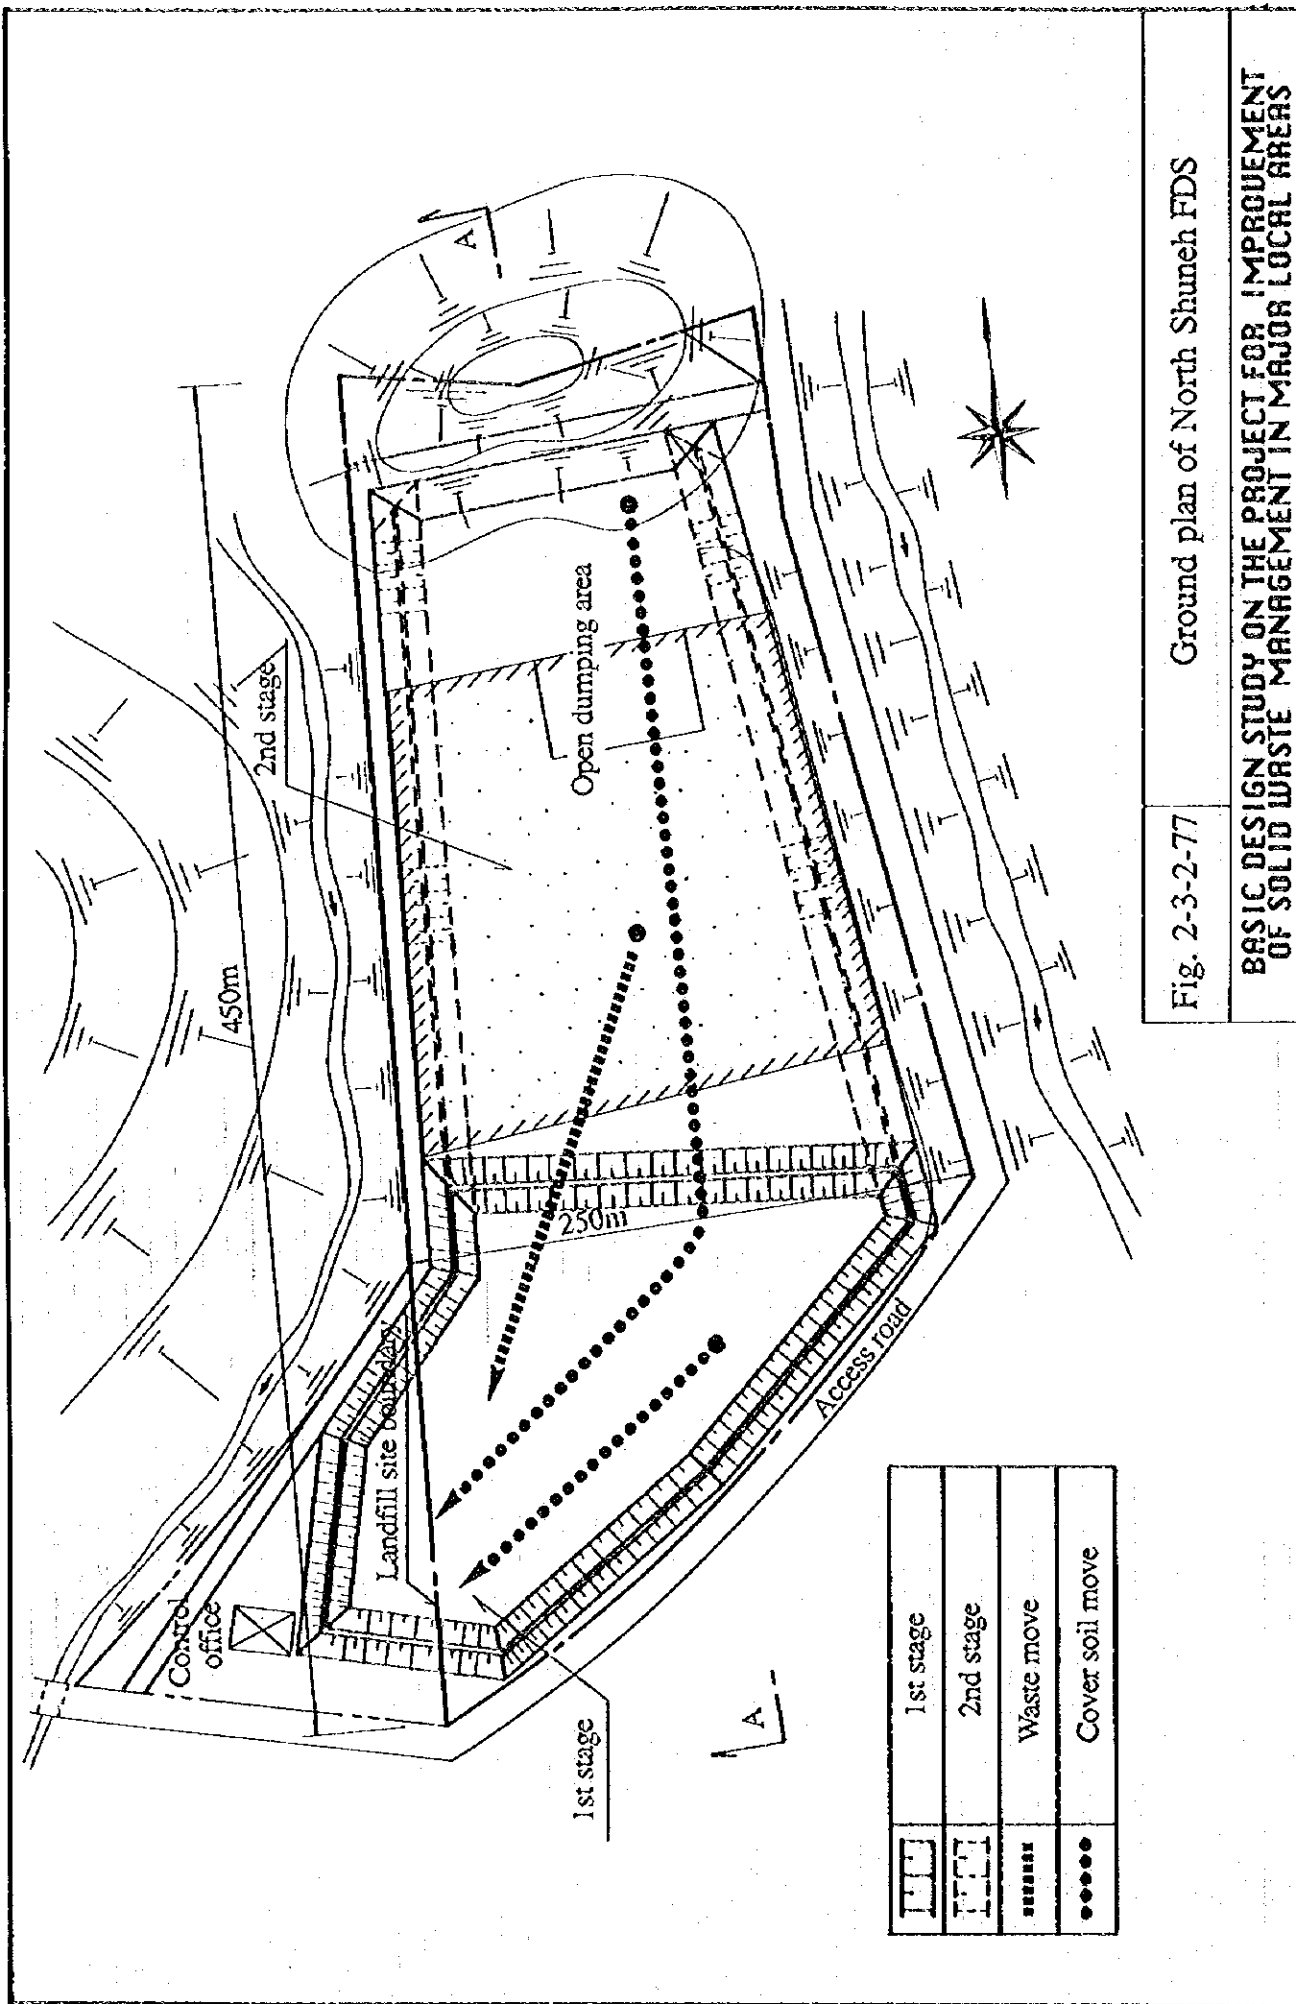 450m
2nd stage
Open dumping area
250m
Landfill site boundary
Control
office
Access road
1st stage
A
A
1st stage
2nd stage
Waste move
Cover soil move
Fig. 2-3-2-77
Ground plan of North Shuneh FDS
BASIC DESIGN STUDY ON THE PROJECT FOR IMPROVEMENT
OF SOLID WASTE MANAGEMENT IN MAJOR LOCAL AREAS